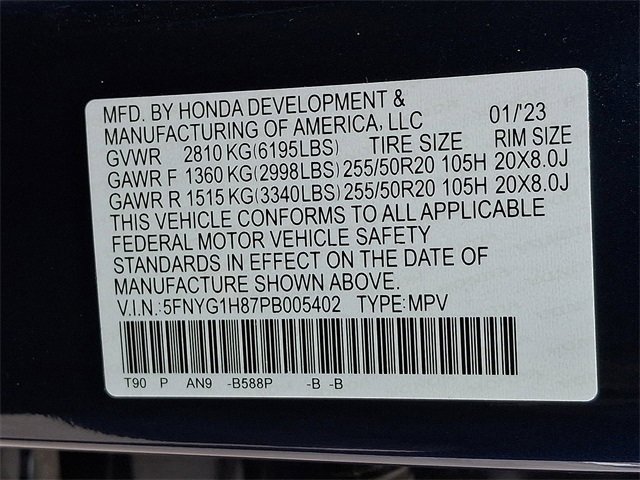 MFD. BY HONDA DEVELOPMENT &
MANUFACTURING OF AMERICA, LLC 01/'23
GVWR 2810 KG(6195LBS) TIRE SIZE RIM SIZE
GAWR F 1360 KG(2998LBS) 255/50R20 105H 20X8.0J
GAWR R 1515 KG(3340LBS) 255/50R20 105H 20X8.0J
THIS VEHICLE CONFORMS TO ALL APPLICABLE
FEDERAL MOTOR VEHICLE SAFETY
STANDARDS IN EFFECT ON THE DATE OF
MANUFACTURE SHOWN ABOVE.
V.I.N.:5FNYG1H87PB005402 TYPE:MPV
T90 P AN9 -B588P -B -B